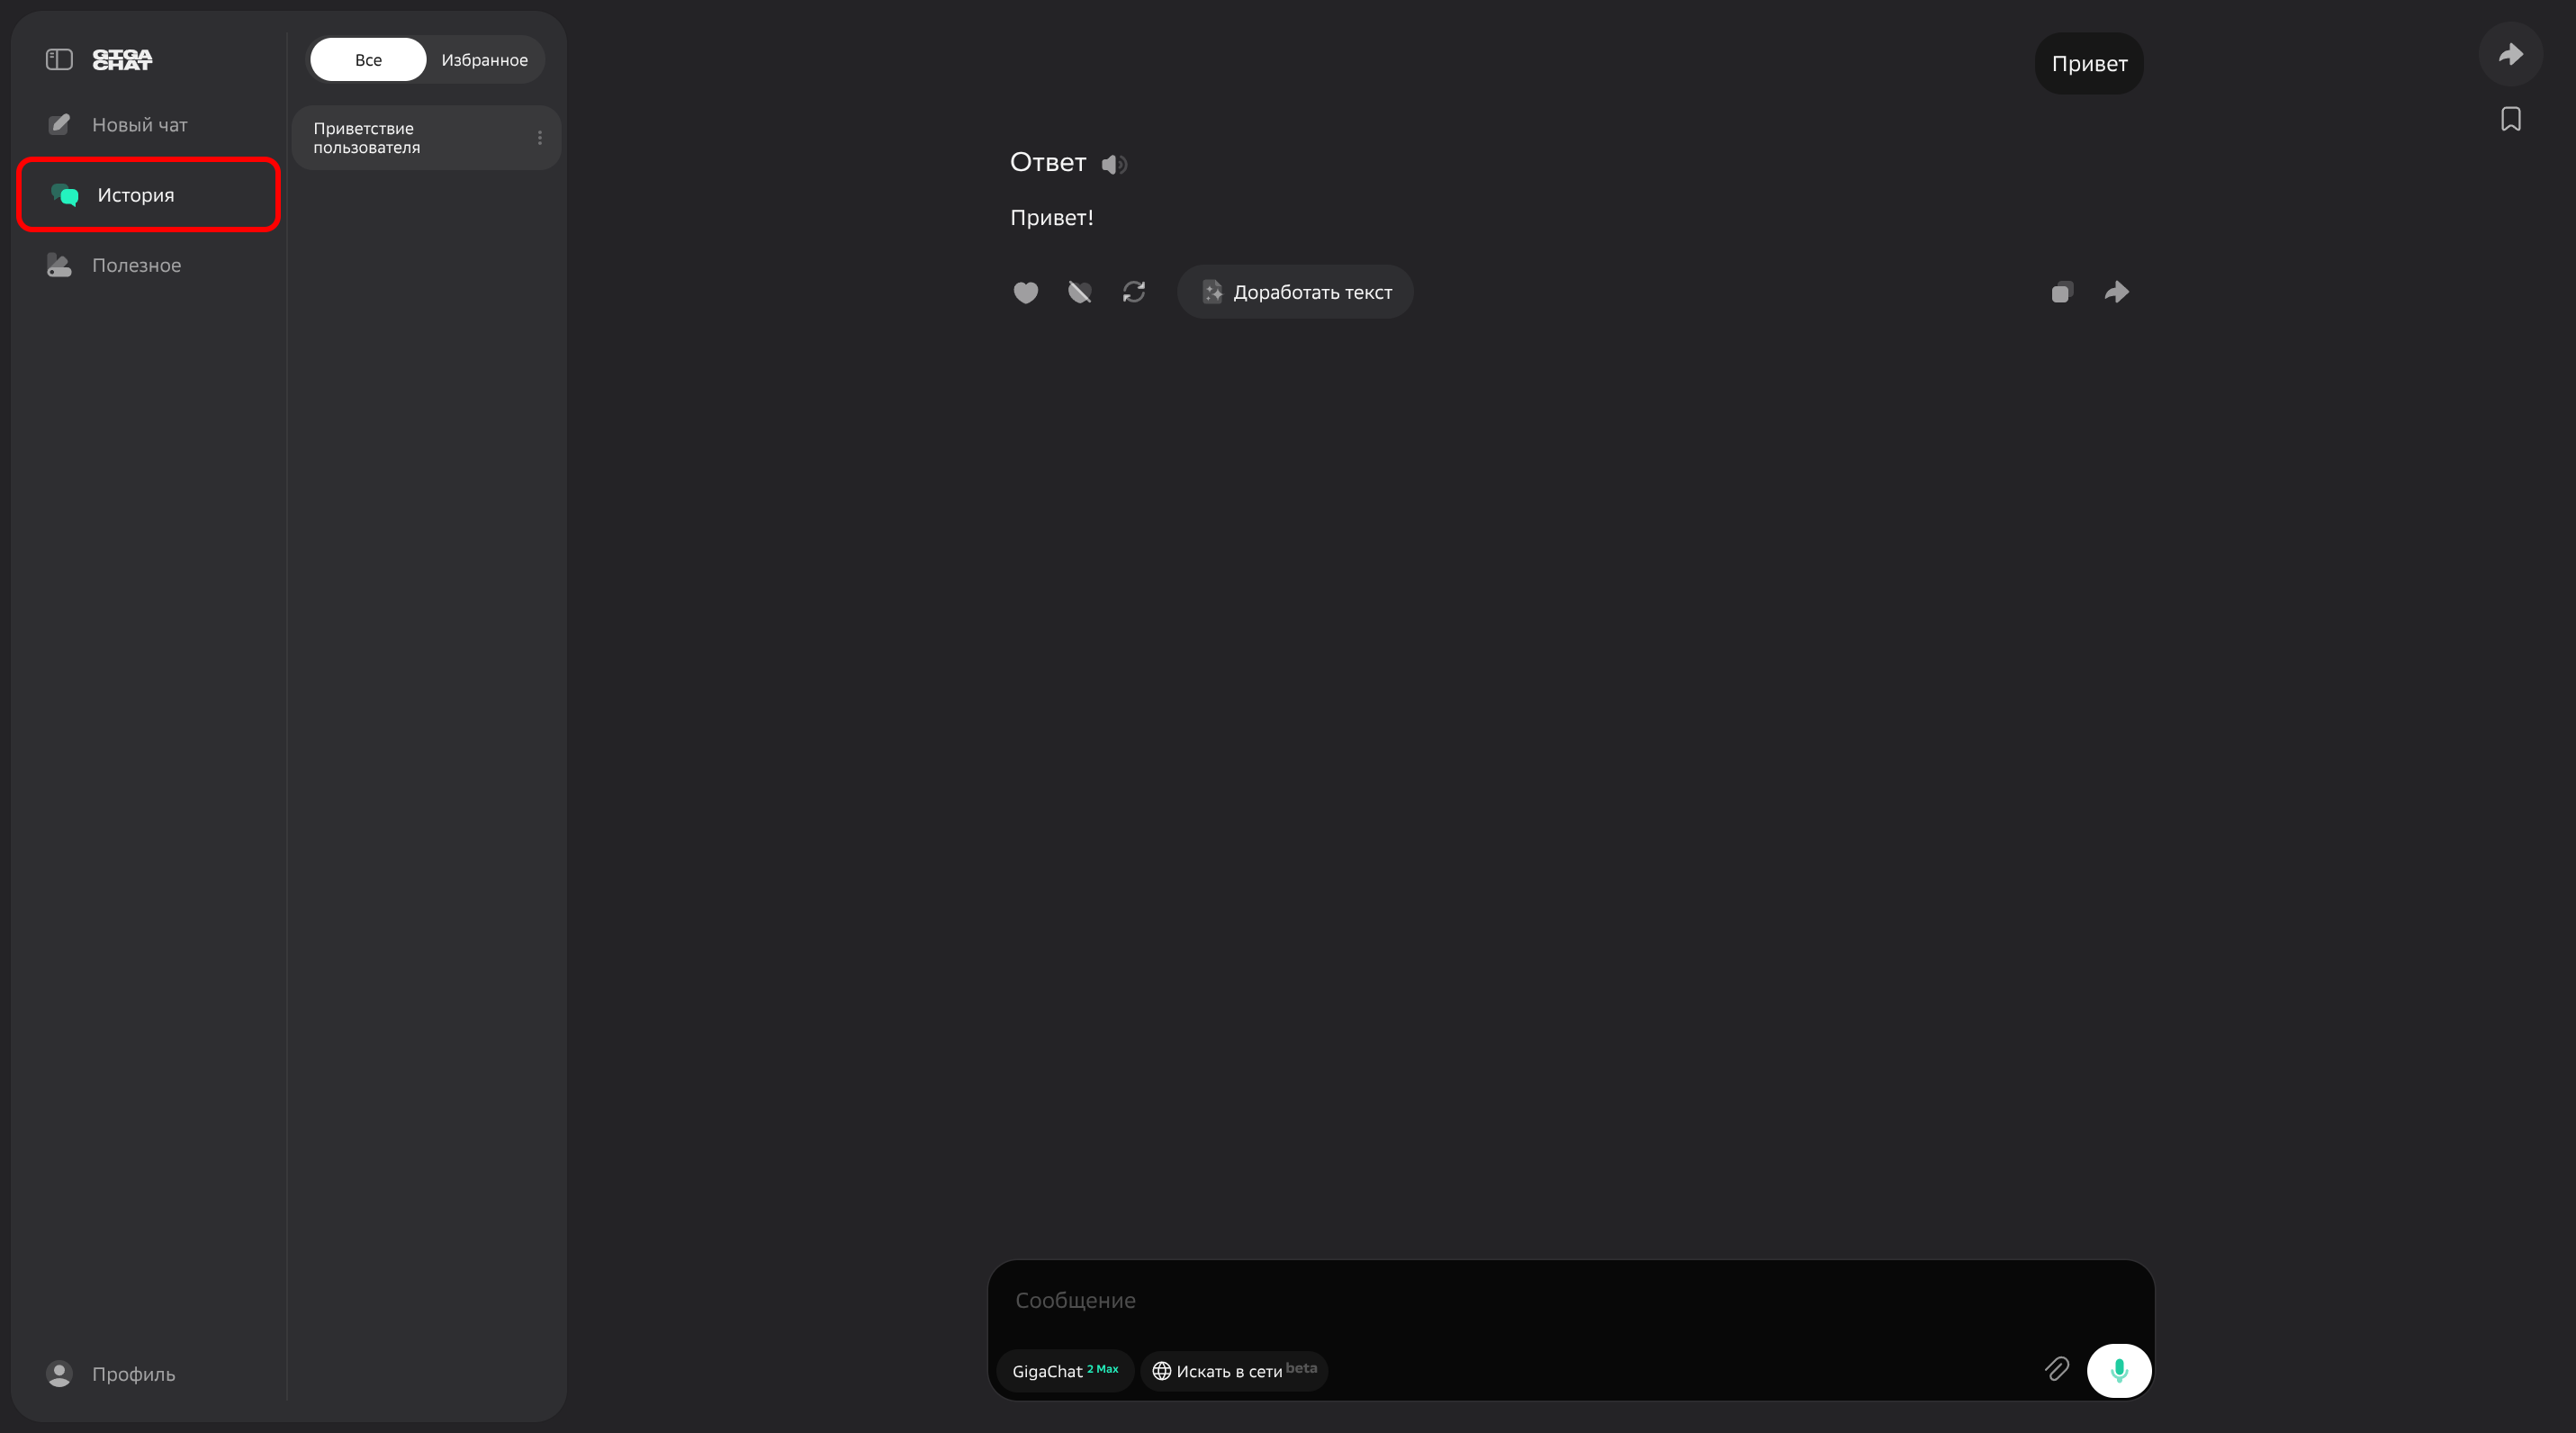 GIGA
CHAT
Новый чат
История
Полезное
Профиль
Все
Избранное
Приветствие
пользователя
Привет
Ответ
Привет!
Доработать текст
Сообщение
GigaChat 2 Max
Искать в сети beta